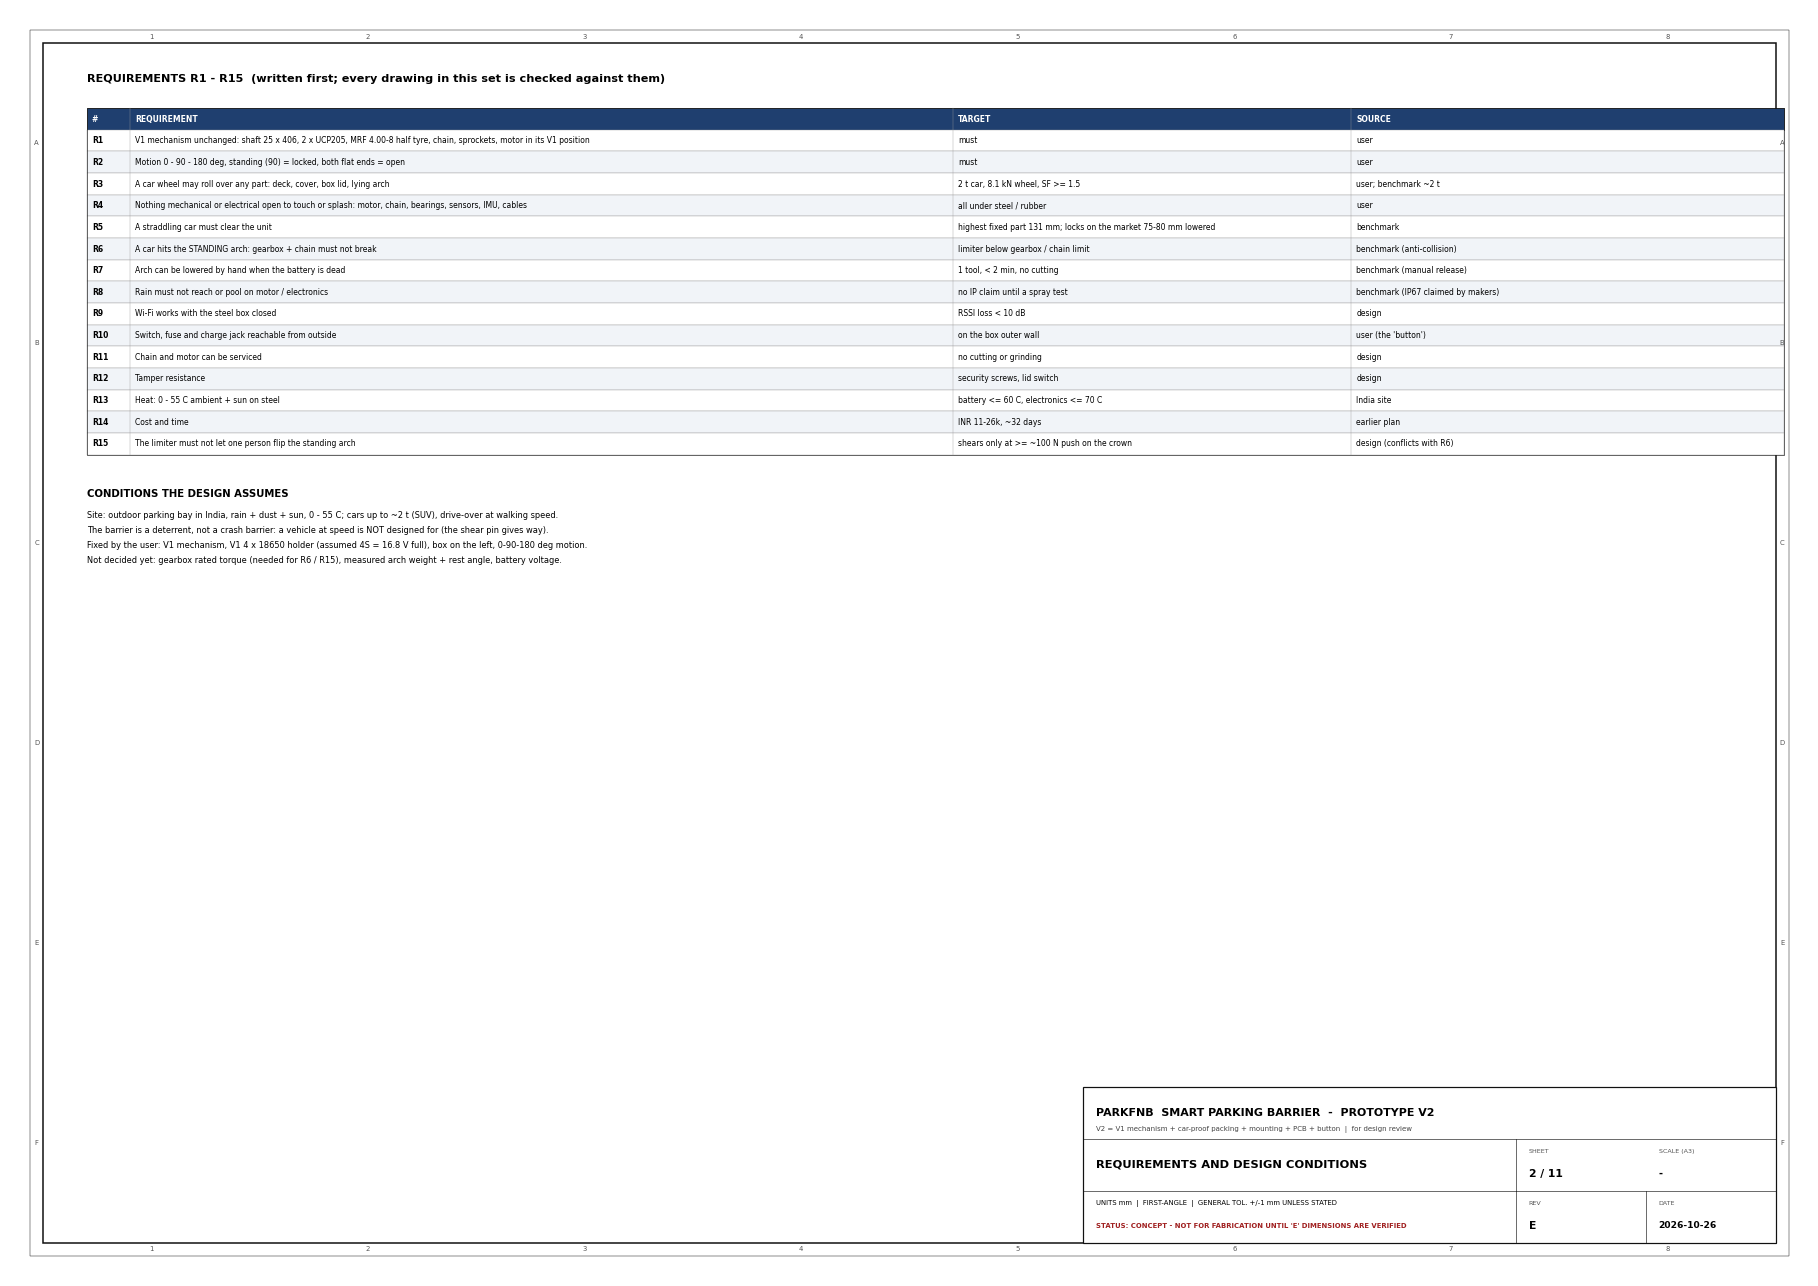 1 2 3 4 5 6 7 8
REQUIREMENTS R1 - R15 (written first; every drawing in this set is checked against them)
# REQUIREMENT TARGET SOURCE
R1 V1 mechanism unchanged: shaft 25 x 406, 2 x UCP205, MRF 4.00-8 half tyre, chain, sprockets, motor in its V1 position must user
A A
R2 Motion 0 - 90 - 180 deg, standing (90) = locked, both flat ends = open must user
R3 A car wheel may roll over any part: deck, cover, box lid, lying arch 2 t car, 8.1 kN wheel, SF >= 1.5 user; benchmark ~2 t
R4 Nothing mechanical or electrical open to touch or splash: motor, chain, bearings, sensors, IMU, cables all under steel / rubber user
R5 A straddling car must clear the unit highest fixed part 131 mm; locks on the market 75-80 mm lowered benchmark
R6 A car hits the STANDING arch: gearbox + chain must not break limiter below gearbox / chain limit benchmark (anti-collision)
R7 Arch can be lowered by hand when the battery is dead 1 tool, < 2 min, no cutting benchmark (manual release)
R8 Rain must not reach or pool on motor / electronics no IP claim until a spray test benchmark (IP67 claimed by makers)
R9 Wi-Fi works with the steel box closed RSSI loss < 10 dB design
R10 Switch, fuse and charge jack reachable from outside on the box outer wall user (the 'button')
B B
R11 Chain and motor can be serviced no cutting or grinding design
R12 Tamper resistance security screws, lid switch design
R13 Heat: 0 - 55 C ambient + sun on steel battery <= 60 C, electronics <= 70 C India site
R14 Cost and time INR 11-26k, ~32 days earlier plan
R15 The limiter must not let one person flip the standing arch shears only at >= ~100 N push on the crown design (conflicts with R6)
CONDITIONS THE DESIGN ASSUMES
Site: outdoor parking bay in India, rain + dust + sun, 0 - 55 C; cars up to ~2 t (SUV), drive-over at walking speed.
The barrier is a deterrent, not a crash barrier: a vehicle at speed is NOT designed for (the shear pin gives way).
C C
Fixed by the user: V1 mechanism, V1 4 x 18650 holder (assumed 4S = 16.8 V full), box on the left, 0-90-180 deg motion.
Not decided yet: gearbox rated torque (needed for R6 / R15), measured arch weight + rest angle, battery voltage.
D D
E E
PARKFNB SMART PARKING BARRIER - PROTOTYPE V2
V2 = V1 mechanism + car-proof packing + mounting + PCB + button | for design review
F F
REQUIREMENTS AND DESIGN CONDITIONS
SHEET SCALE (A3)
2 / 11 -
UNITS mm | FIRST-ANGLE | GENERAL TOL. +/-1 mm UNLESS STATED
REV DATE
STATUS: CONCEPT - NOT FOR FABRICATION UNTIL 'E' DIMENSIONS ARE VERIFIED
E 2026-10-26
1 2 3 4 5 6 7 8